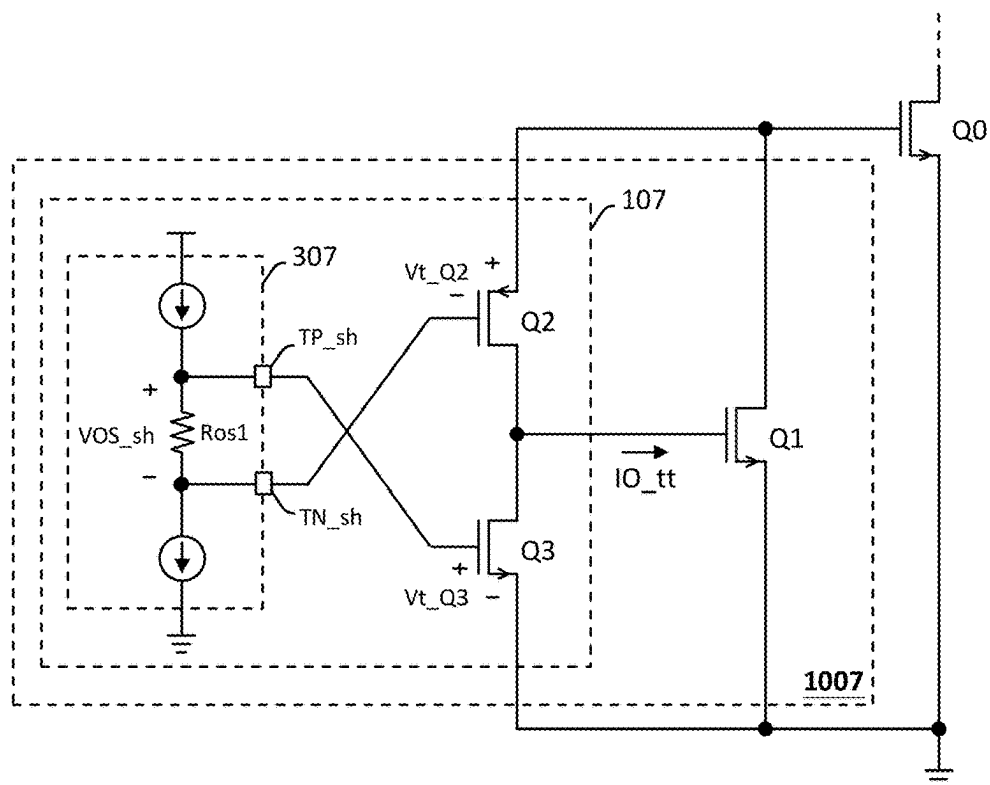 Q0
107
307
Vt_Q2
+
−
Q2
TP_sh
+
VOS_sh
Ros1
−
Q1
IO_tt
TN_sh
Q3
+
Vt_Q3
−
1007